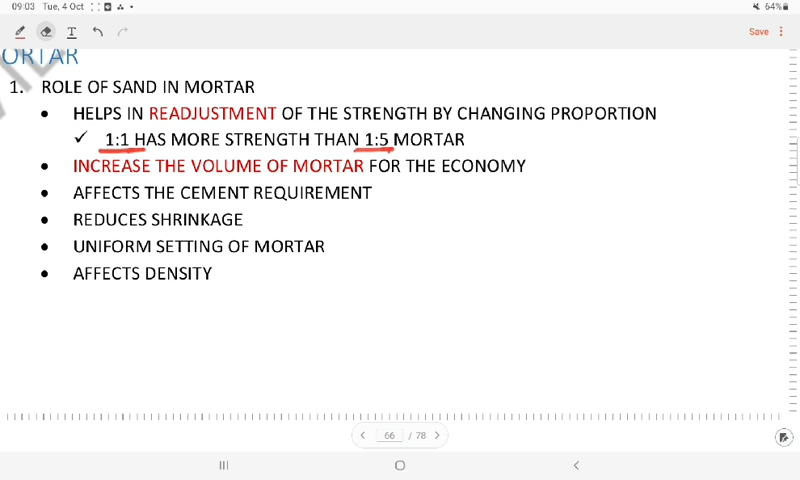 09:03 Tue, 4 Oct
64%
T
Save
ORTAR
1. ROLE OF SAND IN MORTAR
• HELPS IN READJUSTMENT OF THE STRENGTH BY CHANGING PROPORTION
✓ 1:1 HAS MORE STRENGTH THAN 1:5 MORTAR
• INCREASE THE VOLUME OF MORTAR FOR THE ECONOMY
• AFFECTS THE CEMENT REQUIREMENT
• REDUCES SHRINKAGE
• UNIFORM SETTING OF MORTAR
• AFFECTS DENSITY
66 / 78